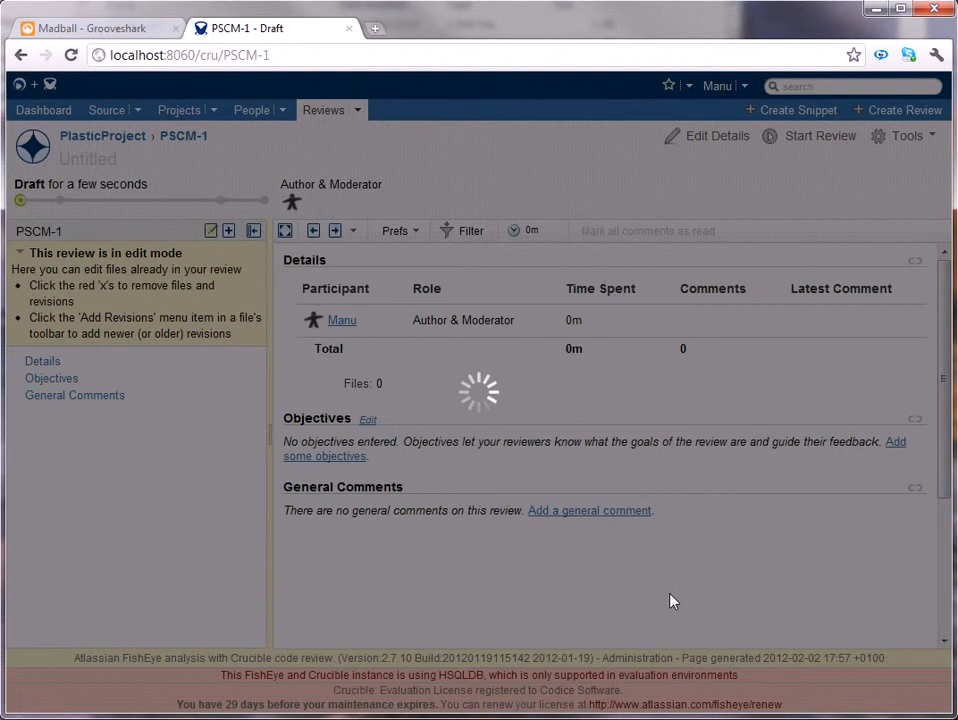 Madball - Grooveshark
PSCM-1 - Draft
localhost:8060/cru/PSCM-1
Manu
search
Dashboard Source Projects People Reviews
Create Snippet Create Review
PlasticProject › PSCM-1
Untitled
Edit Details Start Review Tools
Draft for a few seconds
Author & Moderator
PSCM-1
Prefs Filter 0m Mark all comments as read
This review is in edit mode
Here you can edit files already in your review
• Click the red 'x's to remove files and
revisions
• Click the 'Add Revisions' menu item in a file's
toolbar to add newer (or older) revisions
Details
Objectives
General Comments
Details
Participant Role Time Spent Comments Latest Comment
Manu Author & Moderator 0m
Total 0m 0
Files: 0
Objectives Edit
No objectives entered. Objectives let your reviewers know what the goals of the review are and guide their feedback. Add
some objectives.
General Comments
There are no general comments on this review. Add a general comment.
Atlassian FishEye analysis with Crucible code review. (Version:2.7.10 Build:20120119115142 2012-01-19) - Administration - Page generated 2012-02-02 17:57 +0100
This FishEye and Crucible instance is using HSQLDB, which is only supported in evaluation environments
Crucible: Evaluation License registered to Codice Software.
You have 29 days before your maintenance expires. You can renew your license at http://www.atlassian.com/fisheye/renew